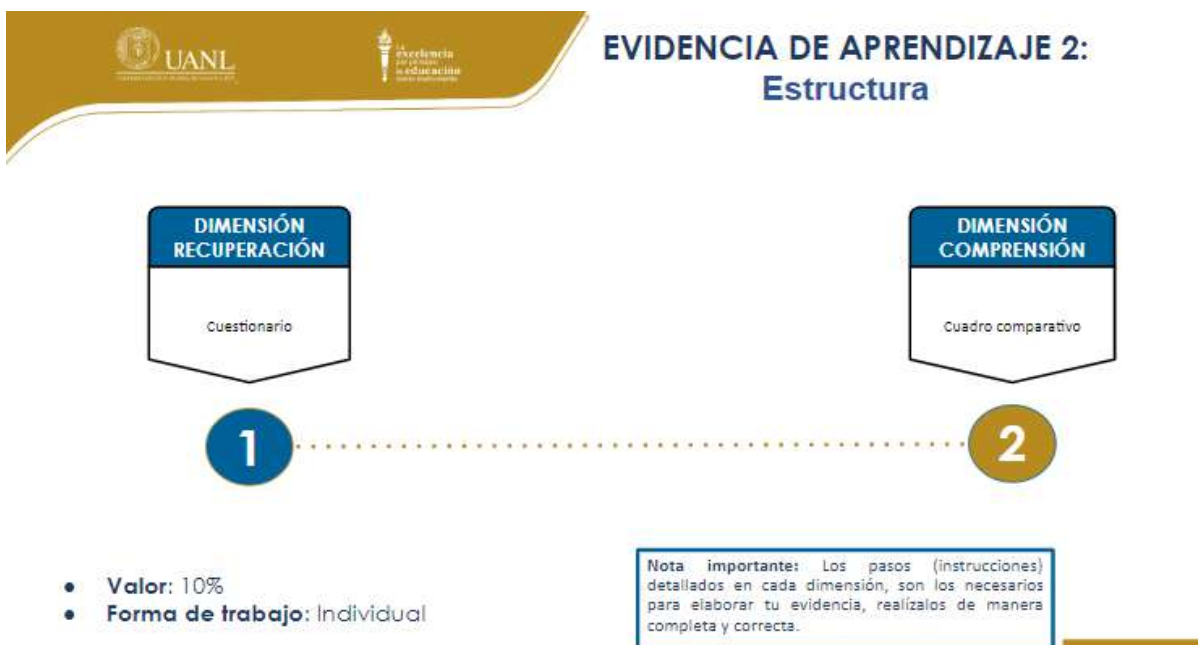 UANL
EVIDENCIA DE APRENDIZAJE 2:
Estructura
excelencia
educación
DIMENSIÓN
RECUPERACIÓN
Cuestionario
DIMENSIÓN
COMPRENSIÓN
Cuadro comparativo
1
2
● Valor: 10%
● Forma de trabajo: Individual
Nota importante: Los pasos (instrucciones)
detallados en cada dimensión, son los necesarios
para elaborar tu evidencia, realízalos de manera
completa y correcta.